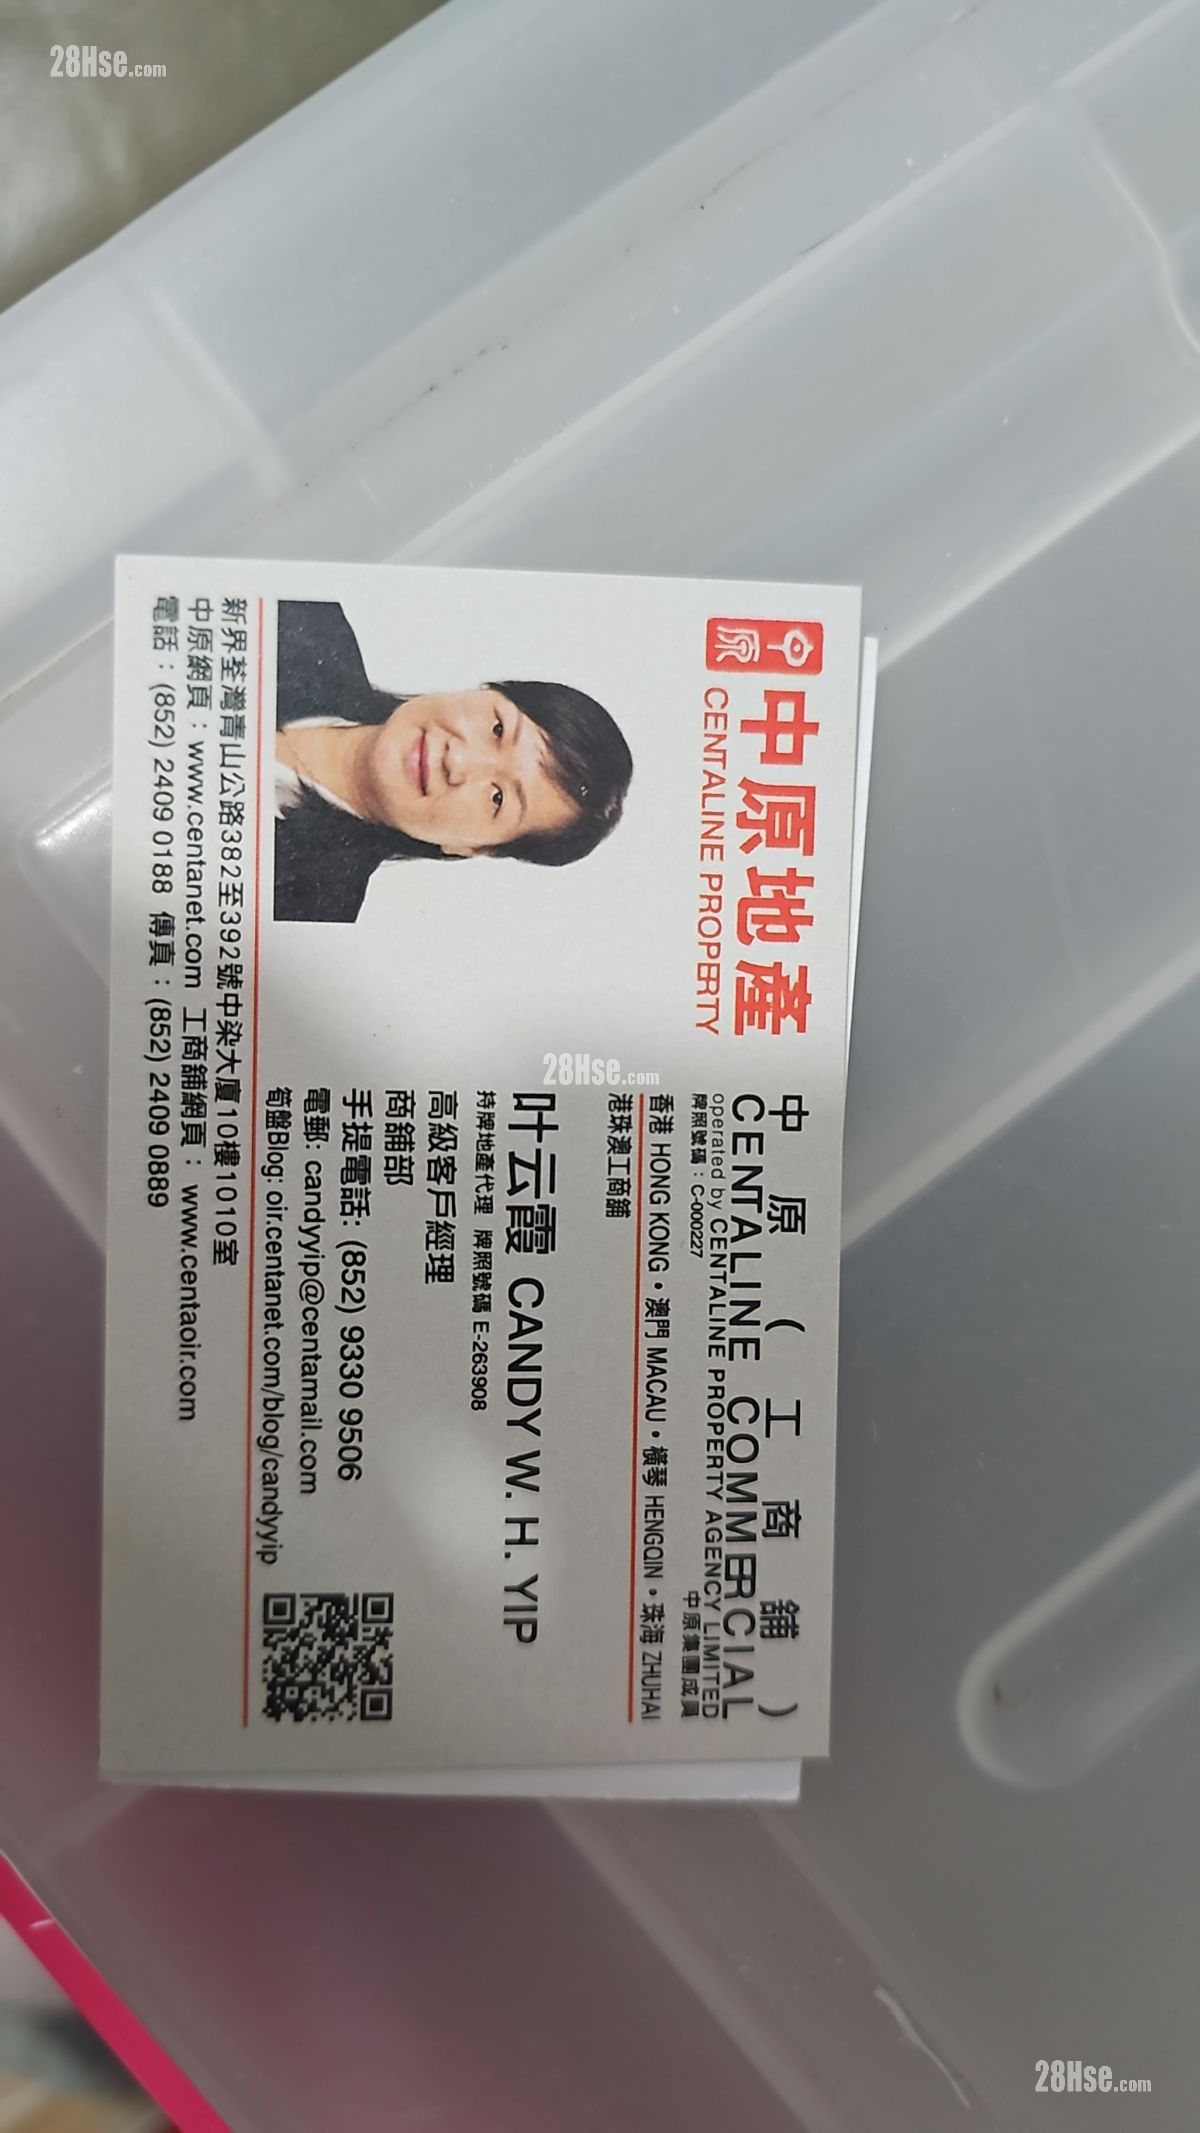 28Hse.com
中原
中原地產
CENTALINE PROPERTY
中原(工商舖)
CENTALINE COMMERCIAL
operated by CENTALINE PROPERTY AGENCY LIMITED
牌照號碼：C-000227 中原集團成員
香港 HONG KONG・澳門 MACAU・橫琴 HENGQIN・珠海 ZHUHAI
港珠澳工商舖
28Hse.com
叶云霞 CANDY W. H. YIP
持牌地產代理 牌照號碼 E-263908
高級客戶經理
商舖部
手提電話: (852) 9330 9506
電郵: candyyip@centamail.com
筍盤Blog: oir.centanet.com/blog/candyyip
新界荃灣青山公路382至392號中染大廈10樓1010室
中原網頁：www.centanet.com 工商舖網頁：www.centaoir.com
電話：(852) 2409 0188 傳真：(852) 2409 0889
28Hse.com